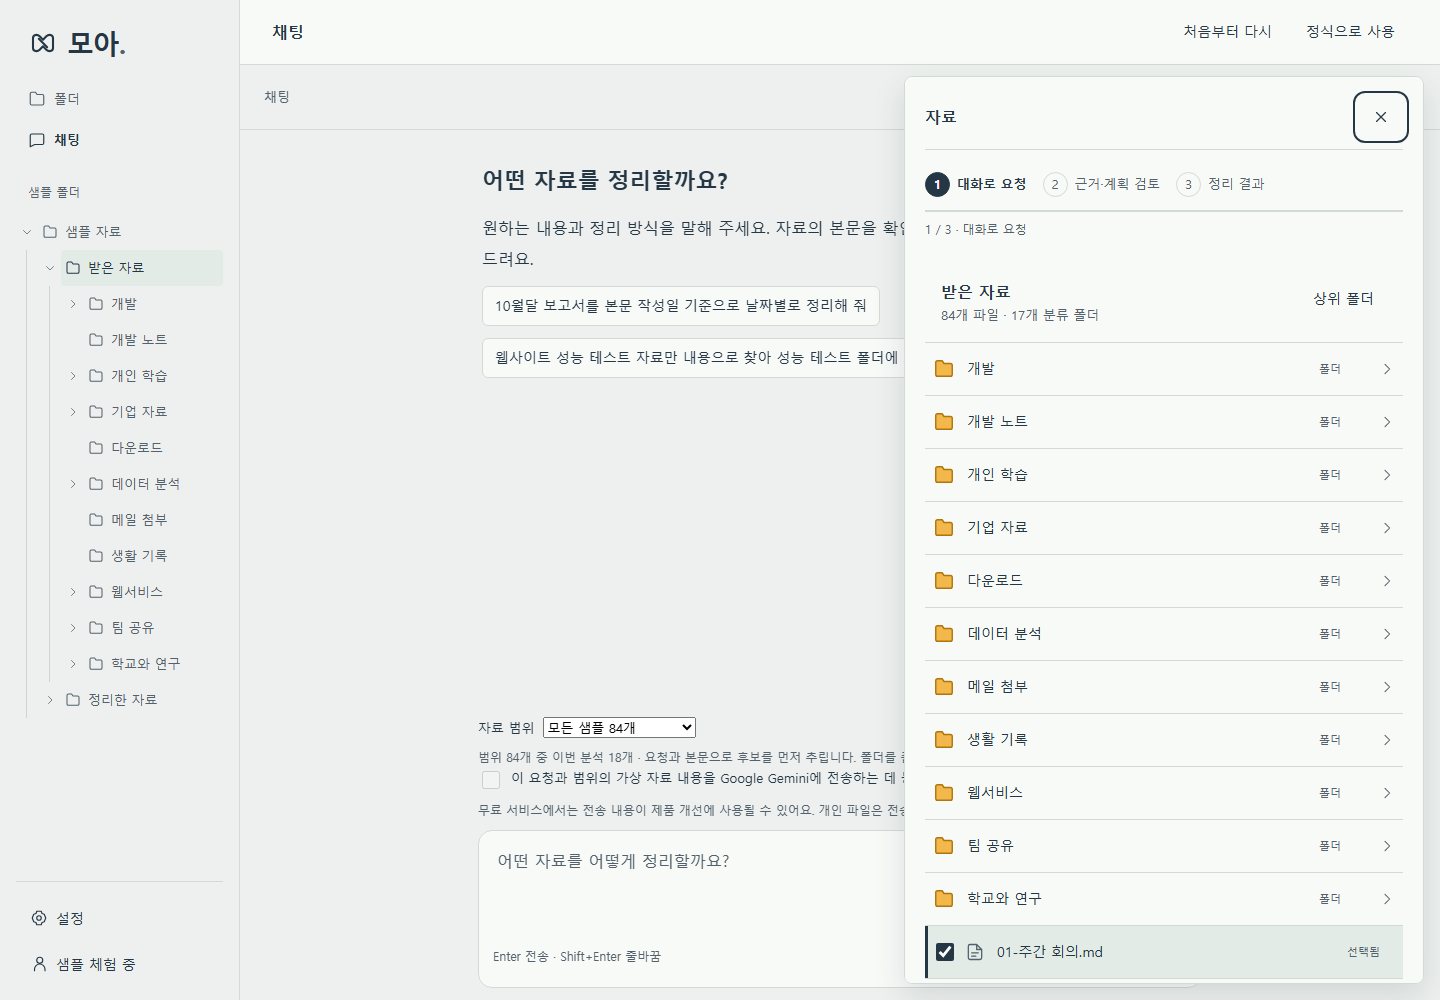 모아.
폴더
채팅
샘플 폴더
샘플 자료
받은 자료
개발
개발 노트
개인 학습
기업 자료
다운로드
데이터 분석
메일 첨부
생활 기록
웹서비스
팀 공유
학교와 연구
정리한 자료
설정
샘플 체험 중
채팅
처음부터 다시
정식으로 사용
채팅
어떤 자료를 정리할까요?
원하는 내용과 정리 방식을 말해 주세요. 자료의 본문을 확인
드려요.
10월달 보고서를 본문 작성일 기준으로 날짜별로 정리해 줘
웹사이트 성능 테스트 자료만 내용으로 찾아 성능 테스트 폴더에
자료 범위 모든 샘플 84개
범위 84개 중 이번 분석 18개 · 요청과 본문으로 후보를 먼저 추립니다. 폴더를
이 요청과 범위의 가상 자료 내용을 Google Gemini에 전송하는 데
무료 서비스에서는 전송 내용이 제품 개선에 사용될 수 있어요. 개인 파일은 전송
어떤 자료를 어떻게 정리할까요?
Enter 전송 · Shift+Enter 줄바꿈
자료
1 대화로 요청 2 근거·계획 검토 3 정리 결과
1 / 3 · 대화로 요청
받은 자료
84개 파일 · 17개 분류 폴더
상위 폴더
개발 폴더
개발 노트 폴더
개인 학습 폴더
기업 자료 폴더
다운로드 폴더
데이터 분석 폴더
메일 첨부 폴더
생활 기록 폴더
웹서비스 폴더
팀 공유 폴더
학교와 연구 폴더
01-주간 회의.md 선택됨